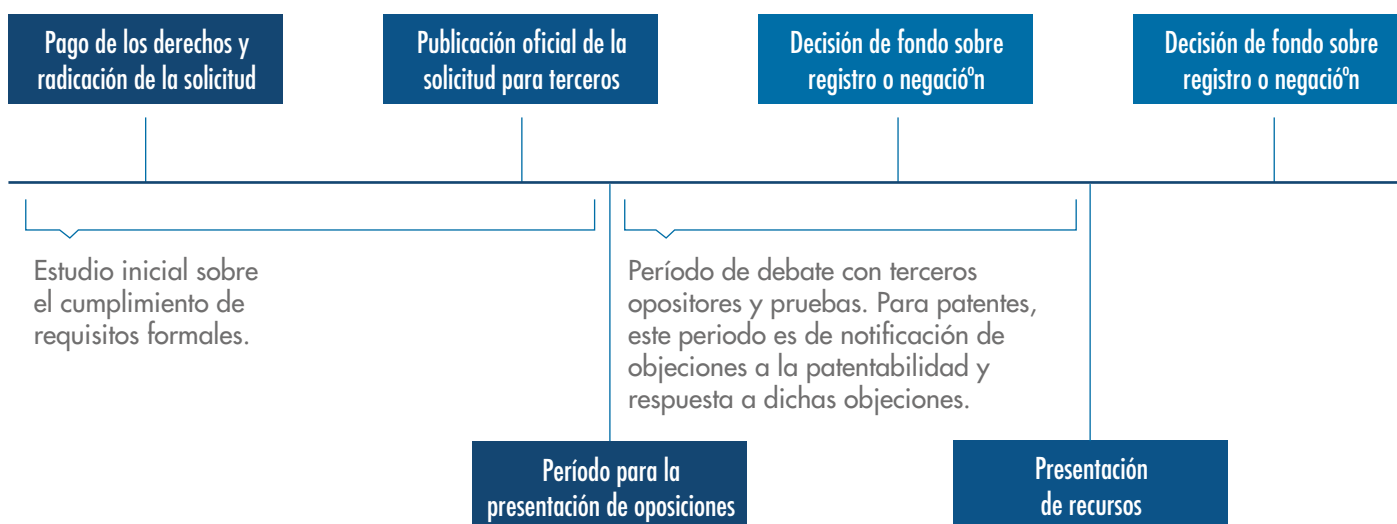 Pago de los derechos y
radicación de la solicitud
Publicación oficial de la
solicitud para terceros
Decisión de fondo sobre
registro o negacióºn
Decisión de fondo sobre
registro o negacióºn
Estudio inicial sobre
el cumplimiento de
requisitos formales.
Período de debate con terceros
opositores y pruebas. Para patentes,
este periodo es de notificación de
objeciones a la patentabilidad y
respuesta a dichas objeciones.
Período para la
presentación de oposiciones
Presentación
de recursos